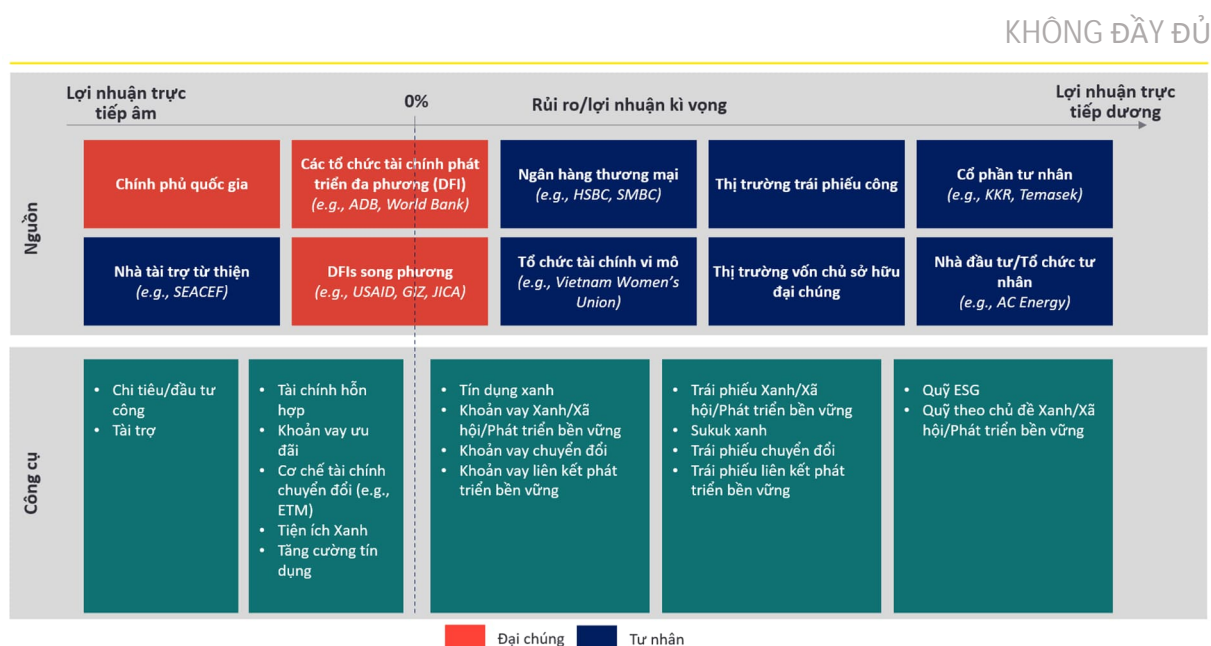 KHÔNG ĐẦY ĐỦ
Lợi nhuận trực
tiếp âm
0%
Rủi ro/lợi nhuận kì vọng
Lợi nhuận trực
tiếp dương
Nguồn
Chính phủ quốc gia
Các tổ chức tài chính phát
triển đa phương (DFI)
(e.g., ADB, World Bank)
Ngân hàng thương mại
(e.g., HSBC, SMBC)
Thị trường trái phiếu công
Cổ phần tư nhân
(e.g., KKR, Temasek)
Nhà tài trợ từ thiện
(e.g., SEACEF)
DFIs song phương
(e.g., USAID, GIZ, JICA)
Tổ chức tài chính vi mô
(e.g., Vietnam Women's
Union)
Thị trường vốn chủ sở hữu
đại chúng
Nhà đầu tư/Tổ chức tư
nhân
(e.g., AC Energy)
Công cụ
• Chi tiêu/đầu tư
công
• Tài trợ
• Tài chính hỗn
hợp
• Khoản vay ưu
đãi
• Cơ chế tài chính
chuyển đổi (e.g.,
ETM)
• Tiện ích Xanh
• Tăng cường tín
dụng
• Tín dụng xanh
• Khoản vay Xanh/Xã
hội/Phát triển bền vững
• Khoản vay chuyển đổi
• Khoản vay liên kết phát
triển bền vững
• Trái phiếu Xanh/Xã
hội/Phát triển bền vững
• Sukuk xanh
• Trái phiếu chuyển đổi
• Trái phiếu liên kết phát
triển bền vững
• Quỹ ESG
• Quỹ theo chủ đề Xanh/Xã
hội/Phát triển bền vững
Đại chúng
Tư nhân